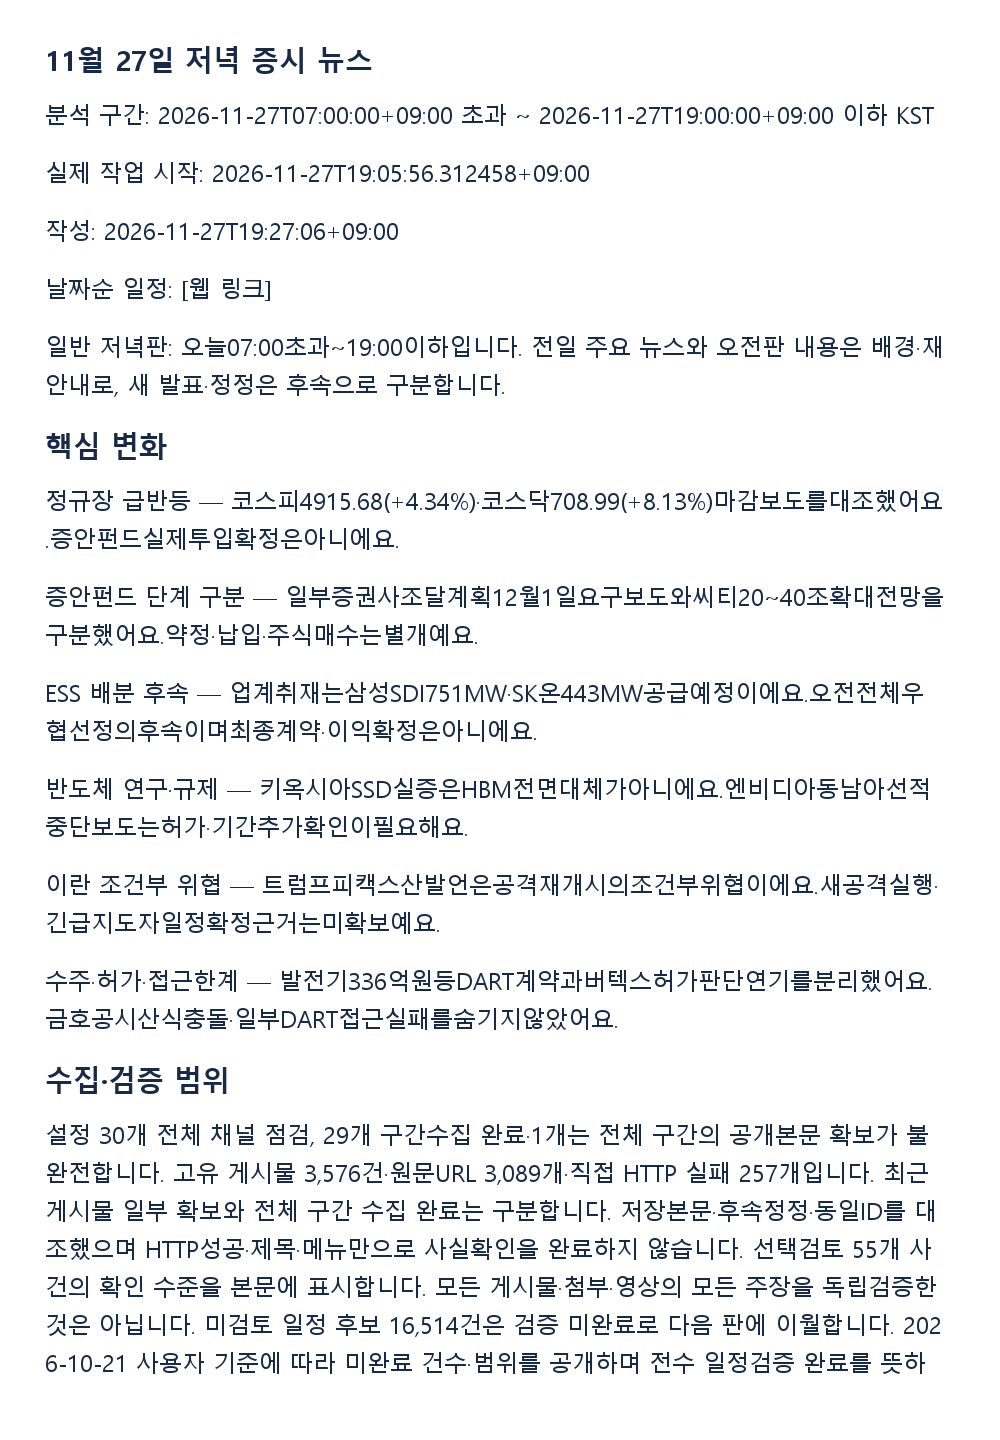 11월 27일 저녁 증시 뉴스
분석 구간: 2026-11-27T07:00:00+09:00 초과 ~ 2026-11-27T19:00:00+09:00 이하 KST
실제 작업 시작: 2026-11-27T19:05:56.312458+09:00
작성: 2026-11-27T19:27:06+09:00
날짜순 일정: [웹 링크]
일반 저녁판: 오늘07:00초과~19:00이하입니다. 전일 주요 뉴스와 오전판 내용은 배경·재
안내로, 새 발표·정정은 후속으로 구분합니다.
핵심 변화
정규장 급반등 — 코스피4915.68(+4.34%)·코스닥708.99(+8.13%)마감보도를대조했어요
.증안펀드실제투입확정은아니에요.
증안펀드 단계 구분 — 일부증권사조달계획12월1일요구보도와씨티20~40조확대전망을
구분했어요.약정·납입·주식매수는별개예요.
ESS 배분 후속 — 업계취재는삼성SDI751MW·SK온443MW공급예정이에요.오전전체우
협선정의후속이며최종계약·이익확정은아니에요.
반도체 연구·규제 — 키옥시아SSD실증은HBM전면대체가아니에요.엔비디아동남아선적
중단보도는허가·기간추가확인이필요해요.
이란 조건부 위협 — 트럼프피캑스산발언은공격재개시의조건부위협이에요.새공격실행·
긴급지도자일정확정근거는미확보예요.
수주·허가·접근한계 — 발전기336억원등DART계약과버텍스허가판단연기를분리했어요.
금호공시산식충돌·일부DART접근실패를숨기지않았어요.
수집·검증 범위
설정 30개 전체 채널 점검, 29개 구간수집 완료·1개는 전체 구간의 공개본문 확보가 불
완전합니다. 고유 게시물 3,576건·원문URL 3,089개·직접 HTTP 실패 257개입니다. 최근
게시물 일부 확보와 전체 구간 수집 완료는 구분합니다. 저장본문·후속정정·동일ID를 대
조했으며 HTTP성공·제목·메뉴만으로 사실확인을 완료하지 않습니다. 선택검토 55개 사
건의 확인 수준을 본문에 표시합니다. 모든 게시물·첨부·영상의 모든 주장을 독립검증한
것은 아닙니다. 미검토 일정 후보 16,514건은 검증 미완료로 다음 판에 이월합니다. 202
6-10-21 사용자 기준에 따라 미완료 건수·범위를 공개하며 전수 일정검증 완료를 뜻하